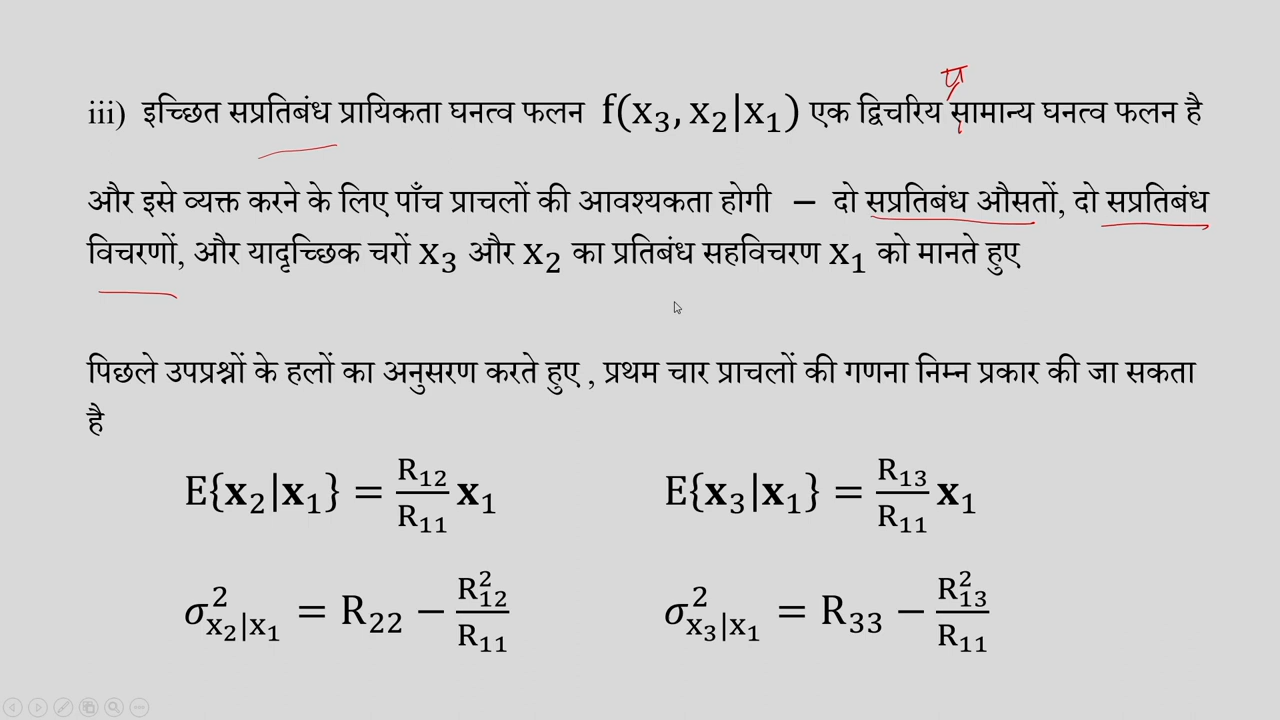 प्र
iii) इच्छित सप्रतिबंध प्रायिकता घनत्व फलन f(x₃, x₂|x₁) एक द्विचरिय सामान्य घनत्व फलन है
और इसे व्यक्त करने के लिए पाँच प्राचलों की आवश्यकता होगी – दो सप्रतिबंध औसतों, दो सप्रतिबंध
विचरणों, और यादृच्छिक चरों x₃ और x₂ का प्रतिबंध सहविचरण x₁ को मानते हुए
पिछले उपप्रश्नों के हलों का अनुसरण करते हुए , प्रथम चार प्राचलों की गणना निम्न प्रकार की जा सकता
है
E{x₂|x₁} = R₁₂/R₁₁ x₁ E{x₃|x₁} = R₁₃/R₁₁ x₁
σ²ₓ₂|ₓ₁ = R₂₂ − R²₁₂/R₁₁ σ²ₓ₃|ₓ₁ = R₃₃ − R²₁₃/R₁₁